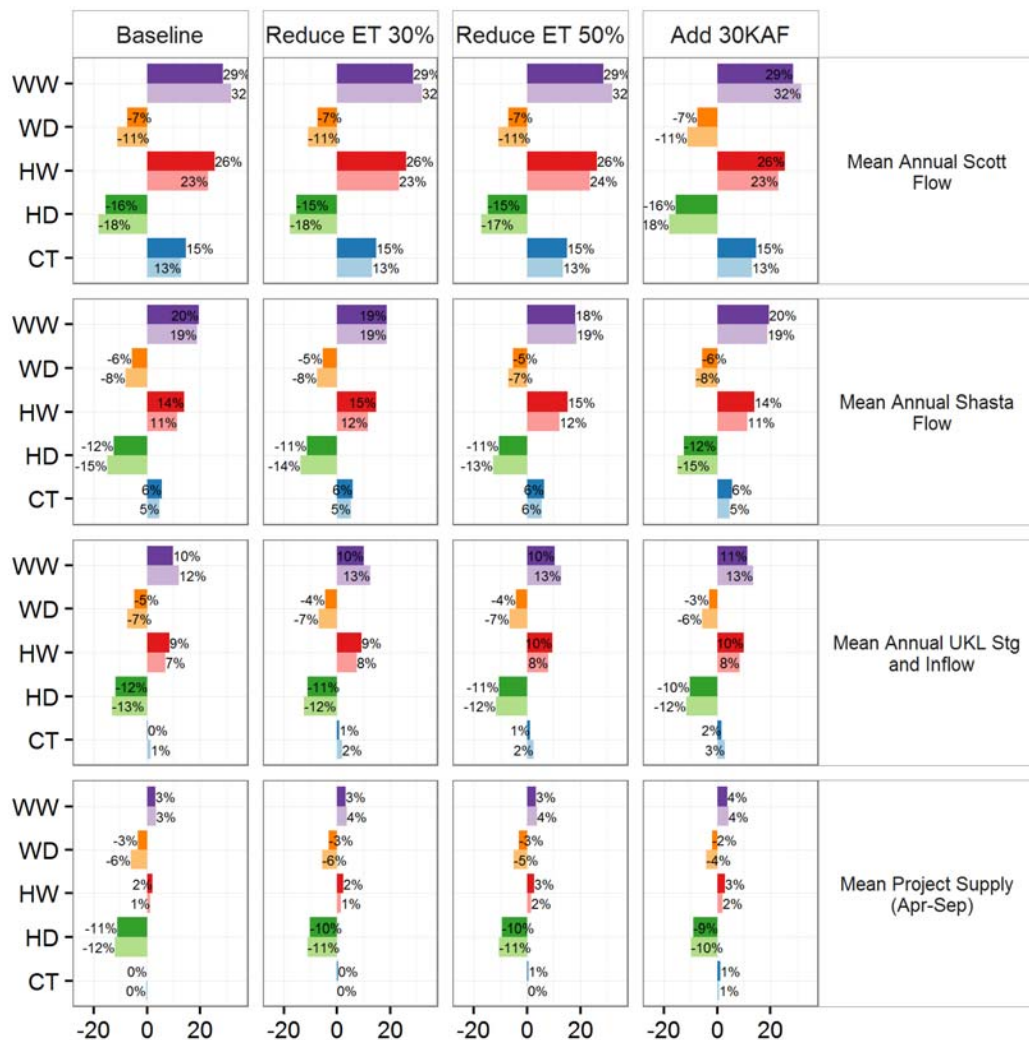 Baseline Reduce ET 30% Reduce ET 50% Add 30KAF
WW 29% 29% 29% 29%
32 32 32 32%
WD -7% -7% -7% -7%
-11% -11% -11% -11%
HW 26% 26% 26% 26%
23% 23% 24% 23%
Mean Annual Scott
Flow
HD -16% -15% -15% -16%
-18% -18% -17% 18%
CT 15% 15% 15% 15%
13% 13% 13% 13%
WW 20% 19% 18% 20%
19% 19% 19% 19%
WD -6% -5% -5% -6%
-8% -8% -7% -8%
HW 14% 15% 15% 14%
11% 12% 12% 11%
Mean Annual Shasta
Flow
HD -12% -11% -11% -12%
-15% -14% -13% -15%
CT 6% 6% 6% 6%
5% 5% 6% 5%
WW 10% 10% 10% 11%
12% 13% 13% 13%
WD -5% -4% -4% -3%
-7% -7% -7% -6%
HW 9% 9% 10% 10%
7% 8% 8% 8%
Mean Annual UKL Stg
and Inflow
HD -12% -11% -11% -10%
-13% -12% -12% -12%
CT 0% 1% 1% 2%
1% 2% 2% 3%
WW 3% 3% 3% 4%
3% 4% 4% 4%
WD -3% -3% -3% -2%
-6% -6% -5% -4%
HW 2% 2% 3% 3%
1% 1% 2% 2%
Mean Project Supply
(Apr-Sep)
HD -11% -10% -10% -9%
-12% -11% -11% -10%
CT 0% 0% 1% 1%
0% 0% 0% 1%
-20 0 20 -20 0 20 -20 0 20 -20 0 20